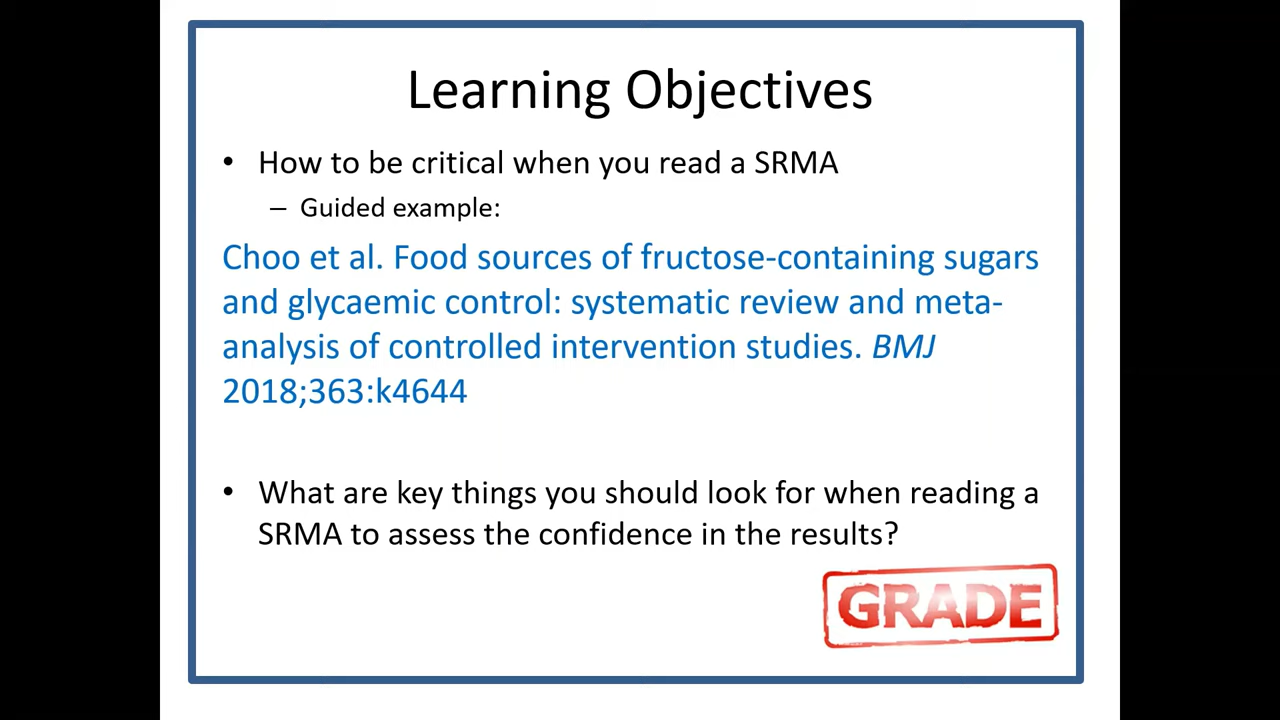 Learning Objectives
• How to be critical when you read a SRMA
– Guided example:
Choo et al. Food sources of fructose-containing sugars
and glycaemic control: systematic review and meta-
analysis of controlled intervention studies. BMJ
2018;363:k4644
• What are key things you should look for when reading a
SRMA to assess the confidence in the results?
GRADE